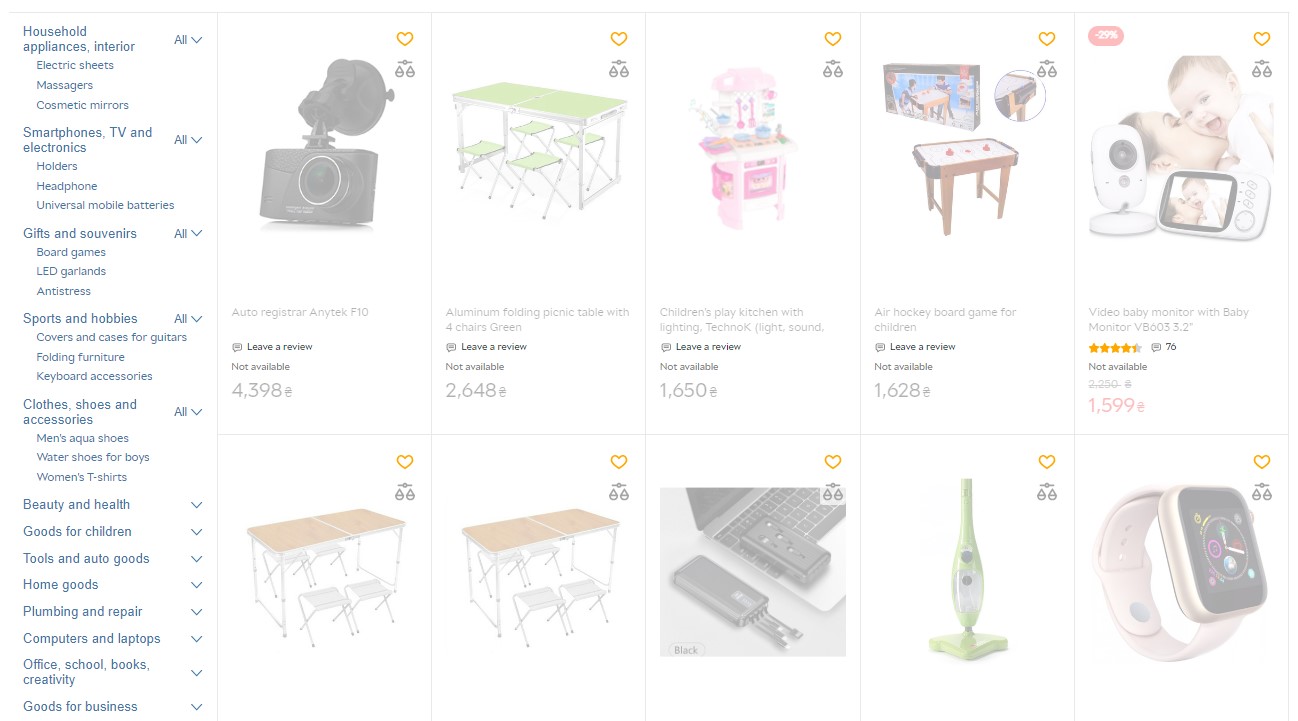 Household
appliances, interior
All
Electric sheets
Massagers
Cosmetic mirrors
Smartphones, TV and
electronics
All
Holders
Headphone
Universal mobile batteries
Gifts and souvenirs
All
Board games
LED garlands
Antistress
Sports and hobbies
All
Covers and cases for guitars
Folding furniture
Keyboard accessories
Clothes, shoes and
accessories
All
Men's aqua shoes
Water shoes for boys
Women's T-shirts
Beauty and health
Goods for children
Tools and auto goods
Home goods
Plumbing and repair
Computers and laptops
Office, school, books,
creativity
Goods for business
Auto registrar Anytek F10
Leave a review
Not available
4,398 ₴
Aluminum folding picnic table with
4 chairs Green
Leave a review
Not available
2,648 ₴
Children's play kitchen with
lighting, TechnoK (light, sound,
Leave a review
Not available
1,650 ₴
Air hockey board game for
children
Leave a review
Not available
1,628 ₴
-29%
Video baby monitor with Baby
Monitor VB603 3.2"
76
Not available
2,250 ₴
1,599 ₴
Black